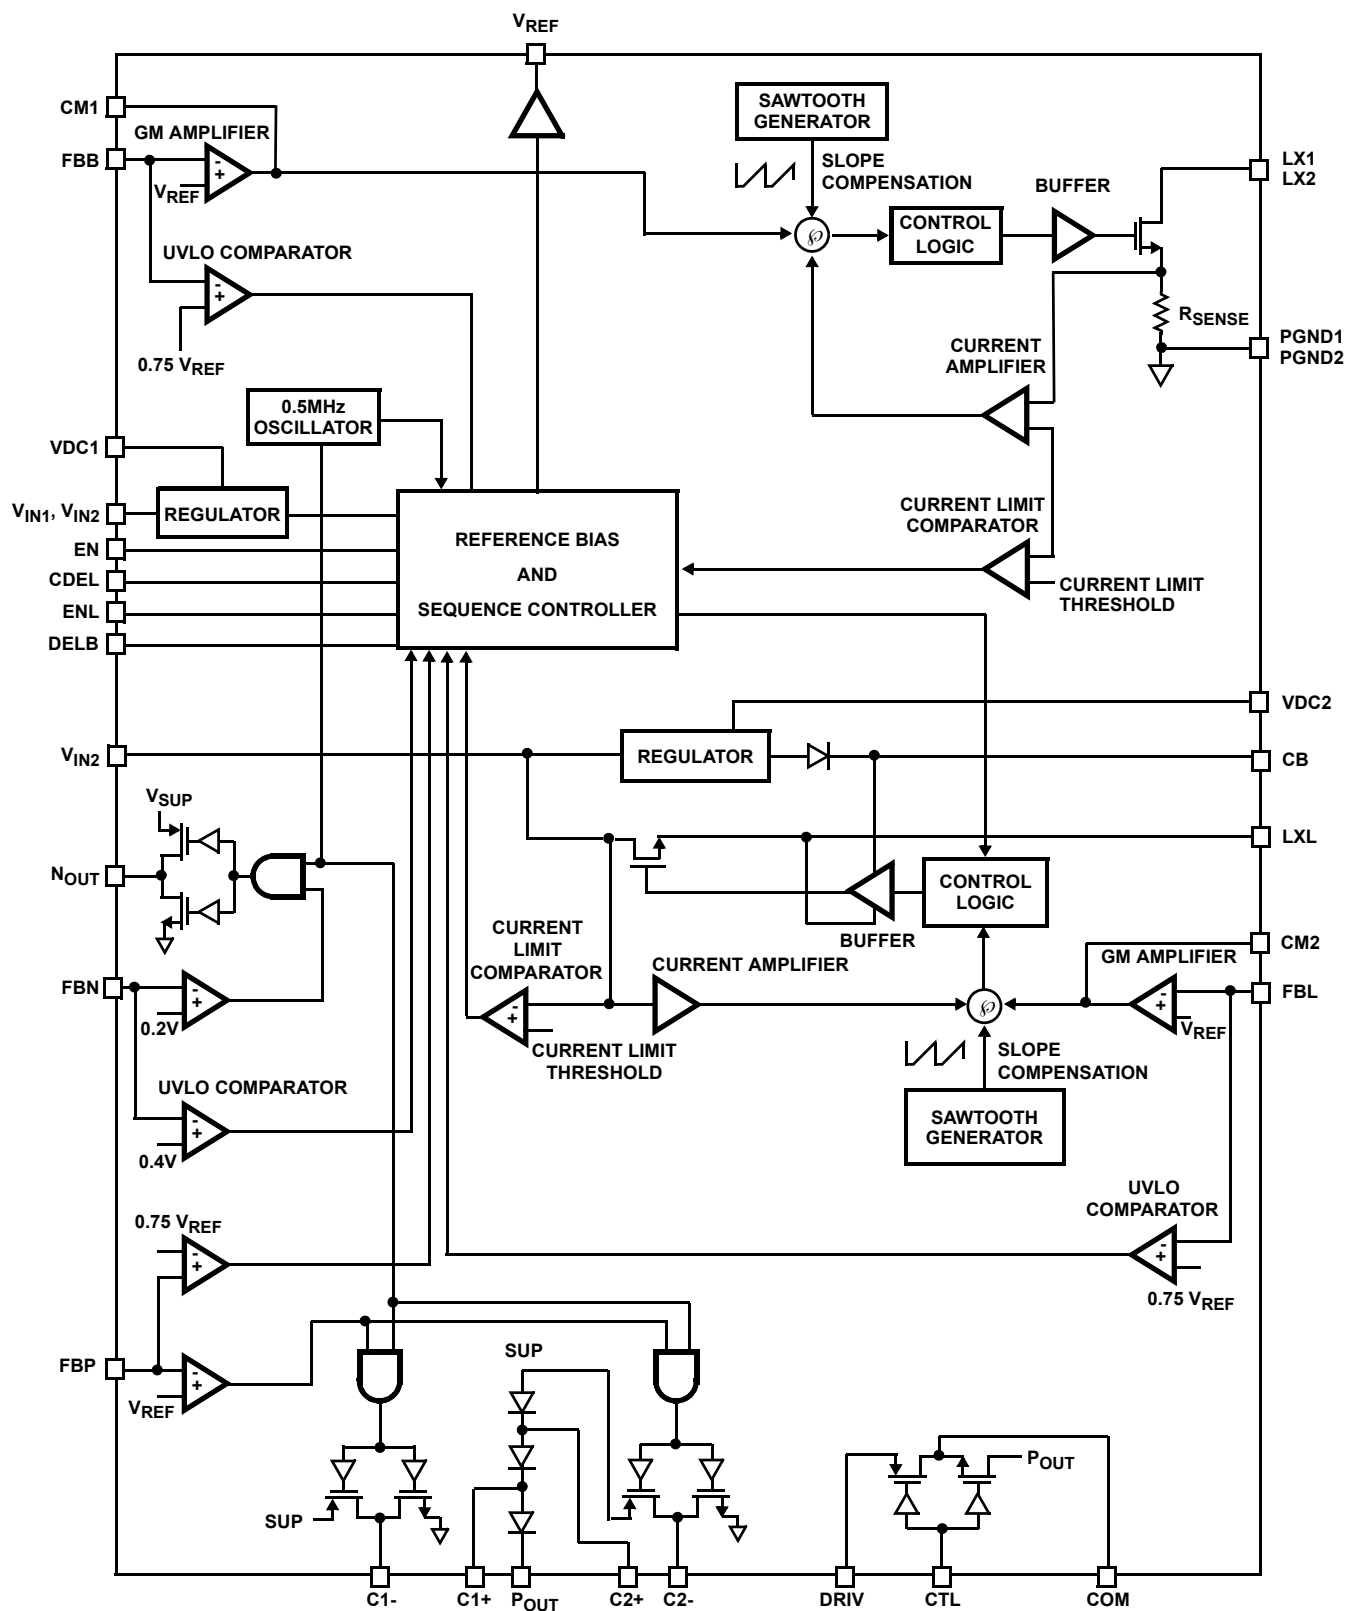 VREF
CM1
GM AMPLIFIER
SAWTOOTH
GENERATOR
FBB
-
+
VREF
SLOPE
COMPENSATION
BUFFER
LX1
LX2
℘
CONTROL
LOGIC
UVLO COMPARATOR
-
+
0.75 VREF
RSENSE
PGND1
PGND2
CURRENT
AMPLIFIER
0.5MHz
OSCILLATOR
VDC1
VIN1, VIN2
REGULATOR
EN
CDEL
ENL
DELB
REFERENCE BIAS
AND
SEQUENCE CONTROLLER
CURRENT LIMIT
COMPARATOR
CURRENT LIMIT
THRESHOLD
VDC2
VIN2
REGULATOR
CB
VSUP
LXL
NOUT
CONTROL
LOGIC
BUFFER
CURRENT
LIMIT
COMPARATOR
CURRENT AMPLIFIER
CM2
GM AMPLIFIER
FBN
-
+
0.2V
-
+
CURRENT LIMIT
THRESHOLD
℘
-
+
VREF
FBL
SLOPE
COMPENSATION
UVLO COMPARATOR
-
+
0.4V
SAWTOOTH
GENERATOR
UVLO
COMPARATOR
0.75 VREF
-
+
-
+
0.75 VREF
FBP
-
+
VREF
SUP
SUP
POUT
C1-
C1+
POUT
C2+
C2-
DRIV
CTL
COM